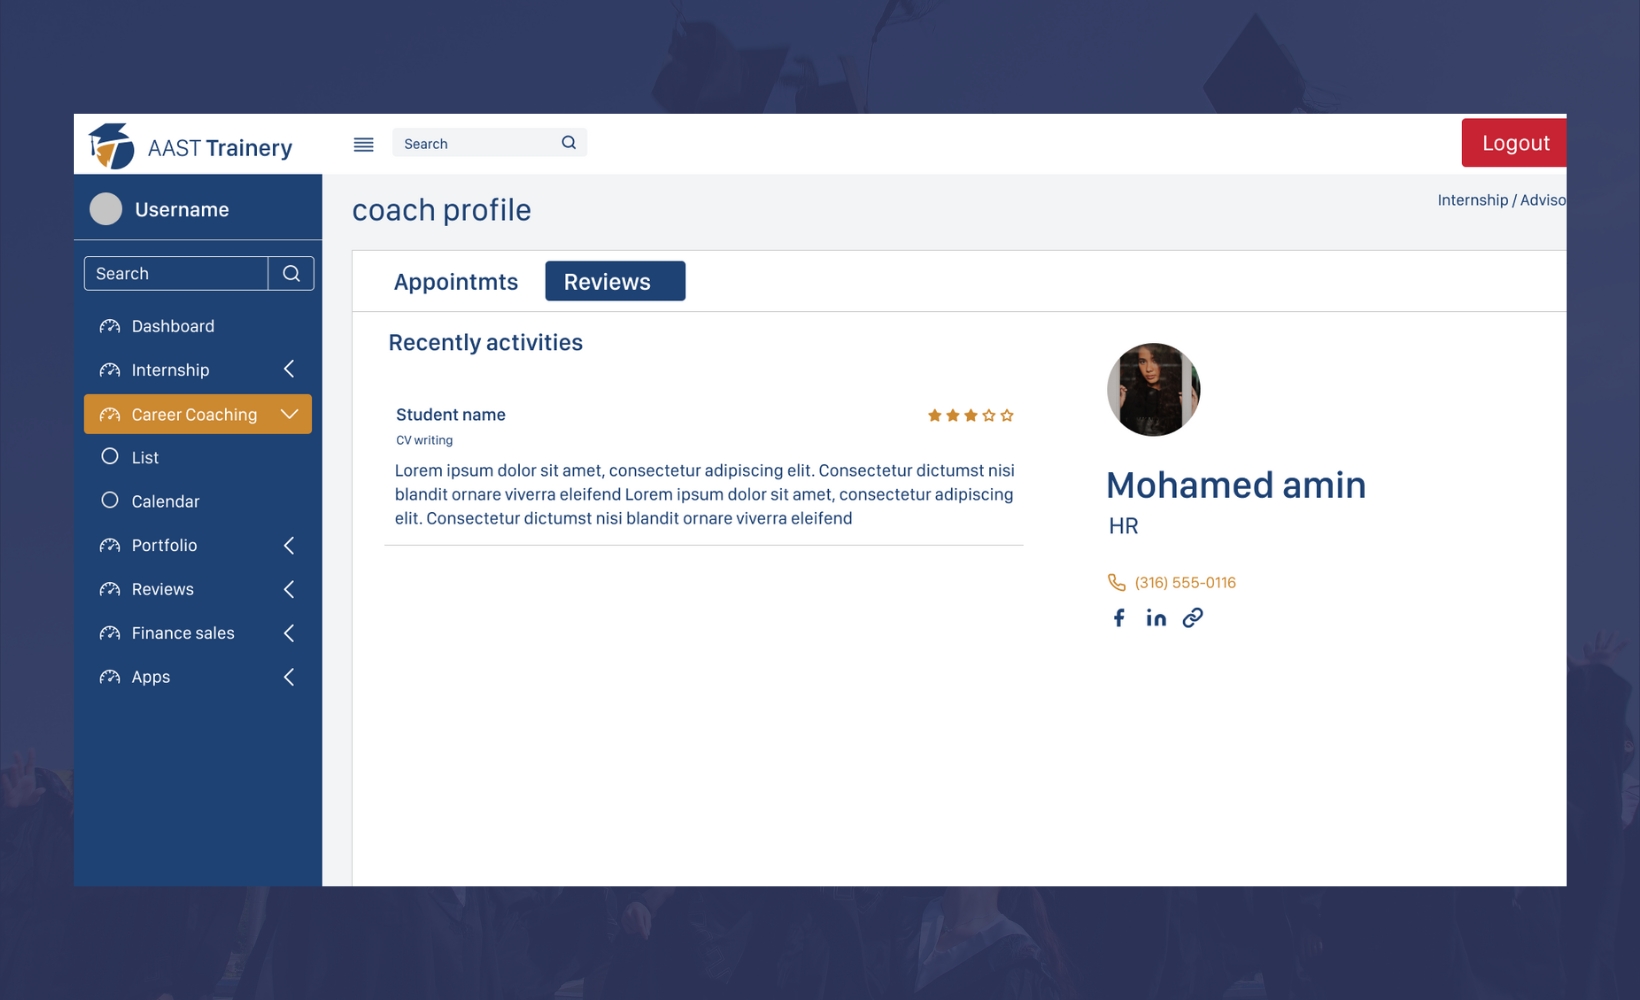 AAST Trainery
Search
Logout
Username
Search
Dashboard
Internship
Career Coaching
List
Calendar
Portfolio
Reviews
Finance sales
Apps
coach profile
Internship / Adviso
Appointmts
Reviews
Recently activities
Student name
CV writing
Lorem ipsum dolor sit amet, consectetur adipiscing elit. Consectetur dictumst nisi
blandit ornare viverra eleifend Lorem ipsum dolor sit amet, consectetur adipiscing
elit. Consectetur dictumst nisi blandit ornare viverra eleifend
Mohamed amin
HR
(316) 555-0116